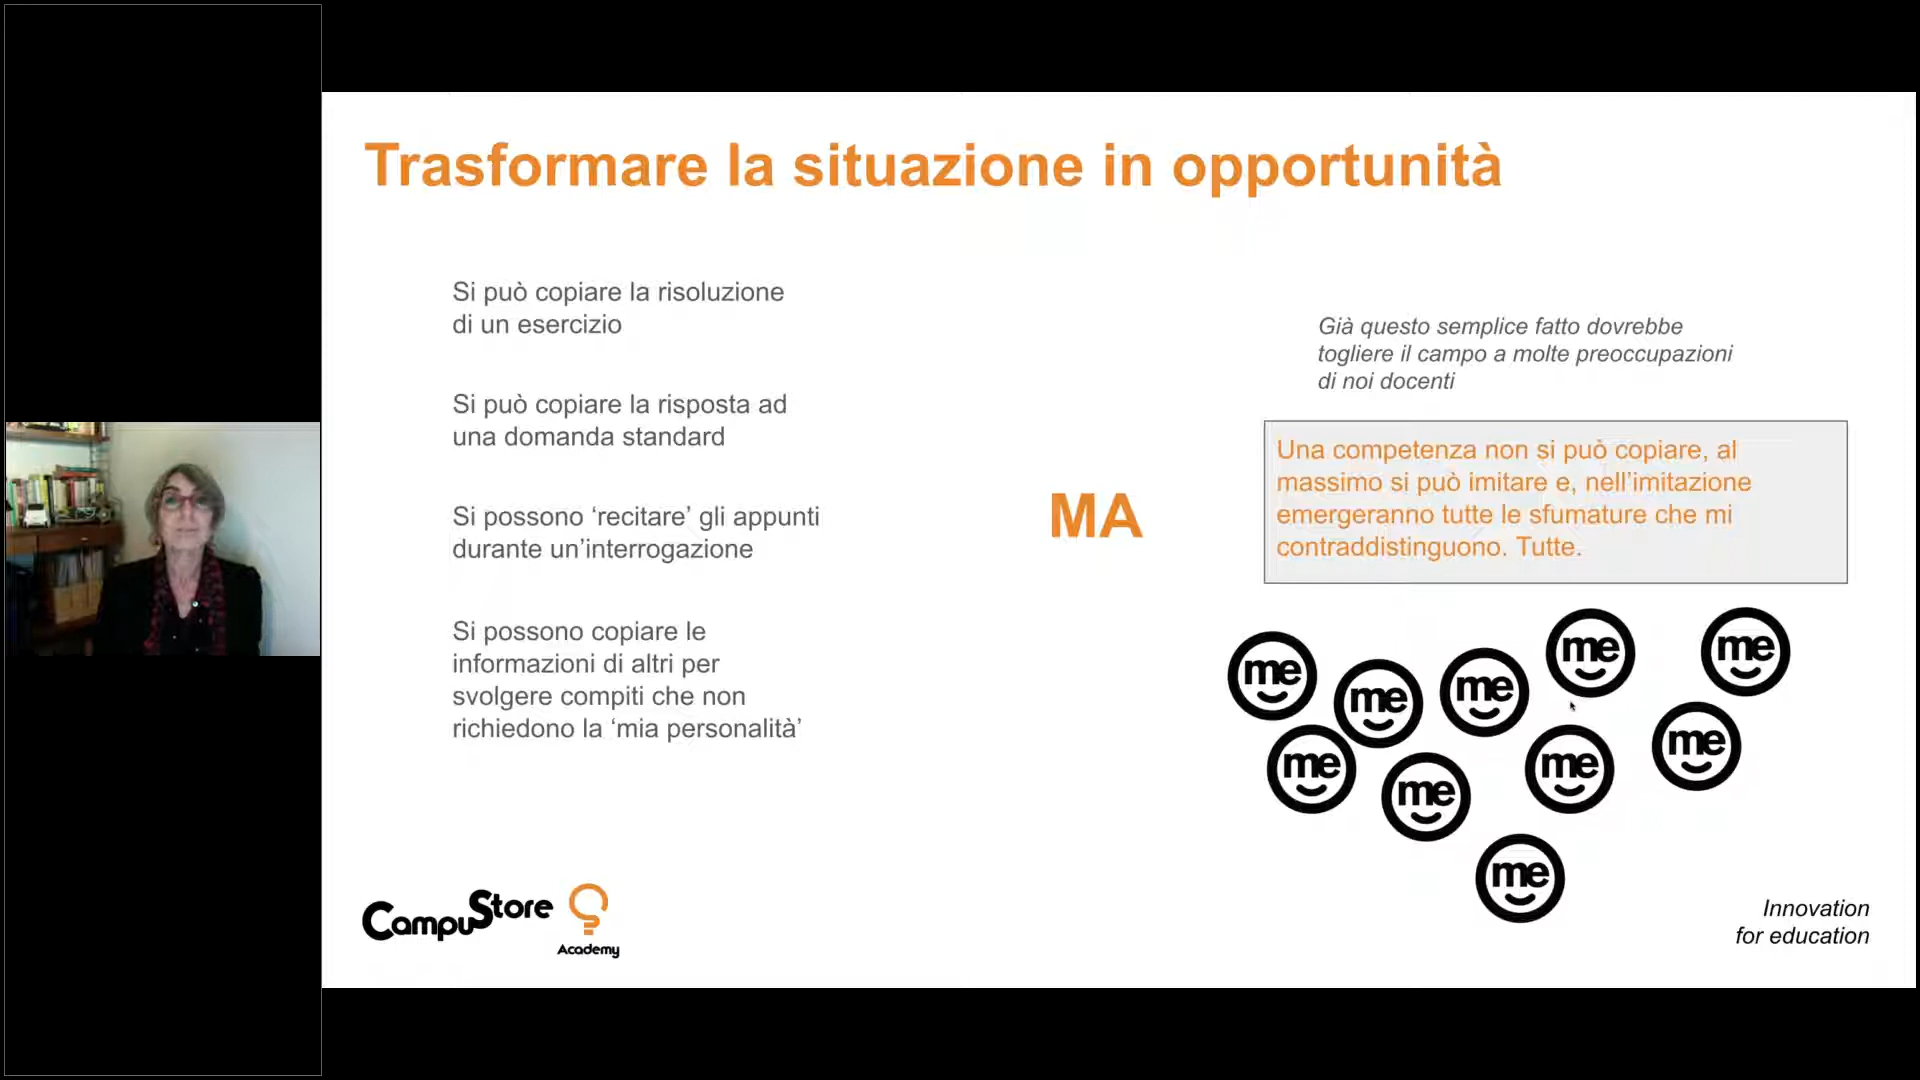 Trasformare la situazione in opportunità
Si può copiare la risoluzione
di un esercizio
Si può copiare la risposta ad
una domanda standard
Si possono ‘recitare’ gli appunti
durante un’interrogazione
Si possono copiare le
informazioni di altri per
svolgere compiti che non
richiedono la ‘mia personalità’
MA
Già questo semplice fatto dovrebbe
togliere il campo a molte preoccupazioni
di noi docenti
Una competenza non si può copiare, al
massimo si può imitare e, nell’imitazione
emergeranno tutte le sfumature che mi
contraddistinguono. Tutte.
me
me
me
me
me
me
me
me
me
me
CampuStore
Academy
Innovation
for education